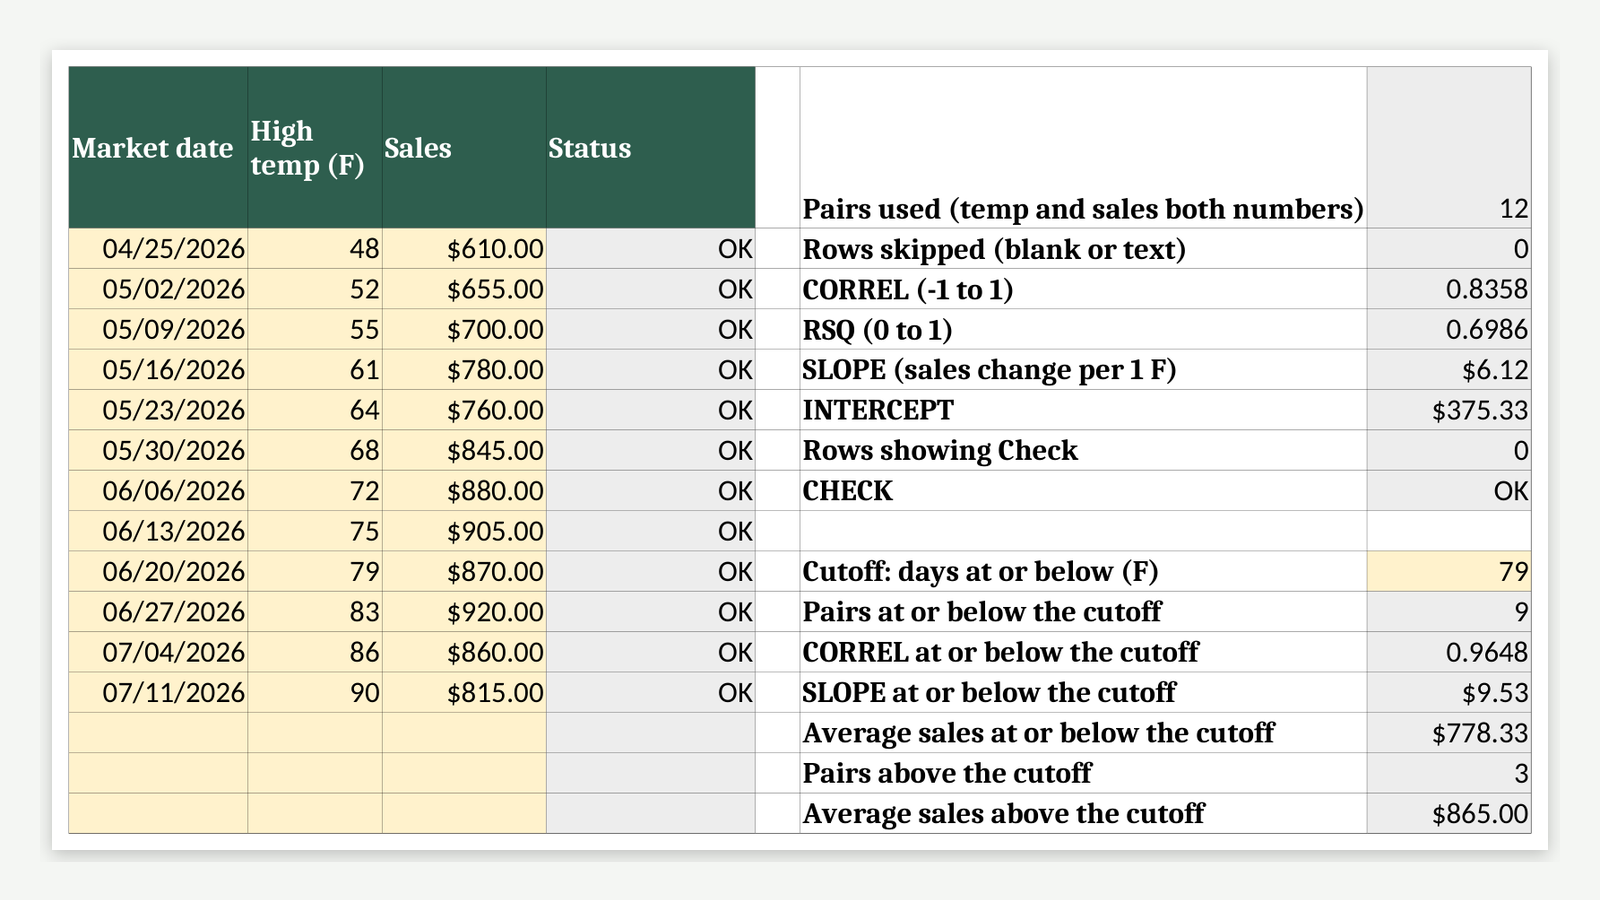 Market date High temp (F) Sales Status Pairs used (temp and sales both numbers) 12
04/25/2026 48 $610.00 OK Rows skipped (blank or text) 0
05/02/2026 52 $655.00 OK CORREL (-1 to 1) 0.8358
05/09/2026 55 $700.00 OK RSQ (0 to 1) 0.6986
05/16/2026 61 $780.00 OK SLOPE (sales change per 1 F) $6.12
05/23/2026 64 $760.00 OK INTERCEPT $375.33
05/30/2026 68 $845.00 OK Rows showing Check 0
06/06/2026 72 $880.00 OK CHECK OK
06/13/2026 75 $905.00 OK
06/20/2026 79 $870.00 OK Cutoff: days at or below (F) 79
06/27/2026 83 $920.00 OK Pairs at or below the cutoff 9
07/04/2026 86 $860.00 OK CORREL at or below the cutoff 0.9648
07/11/2026 90 $815.00 OK SLOPE at or below the cutoff $9.53
Average sales at or below the cutoff $778.33
Pairs above the cutoff 3
Average sales above the cutoff $865.00